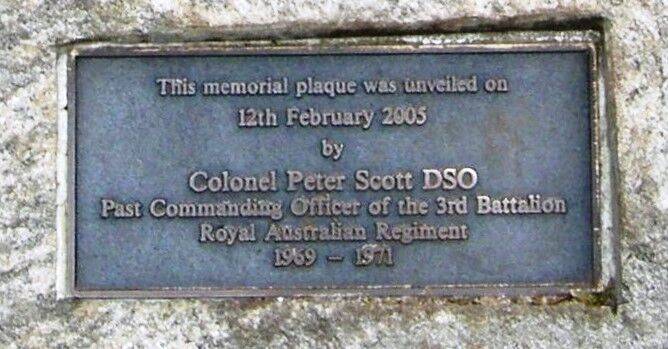 This memorial plaque was unveiled on
12th February 2005
by
Colonel Peter Scott DSO
Past Commanding Officer of the 3rd Battalion
Royal Australian Regiment
1969 – 1971